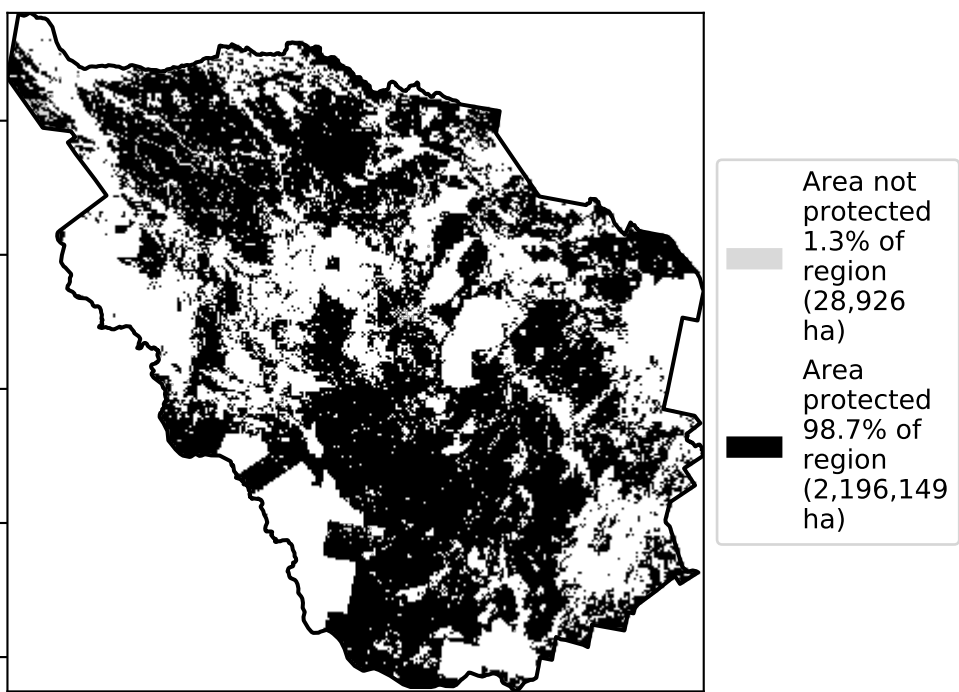 Area not
protected
1.3% of
region
(28,926
ha)
Area
protected
98.7% of
region
(2,196,149
ha)